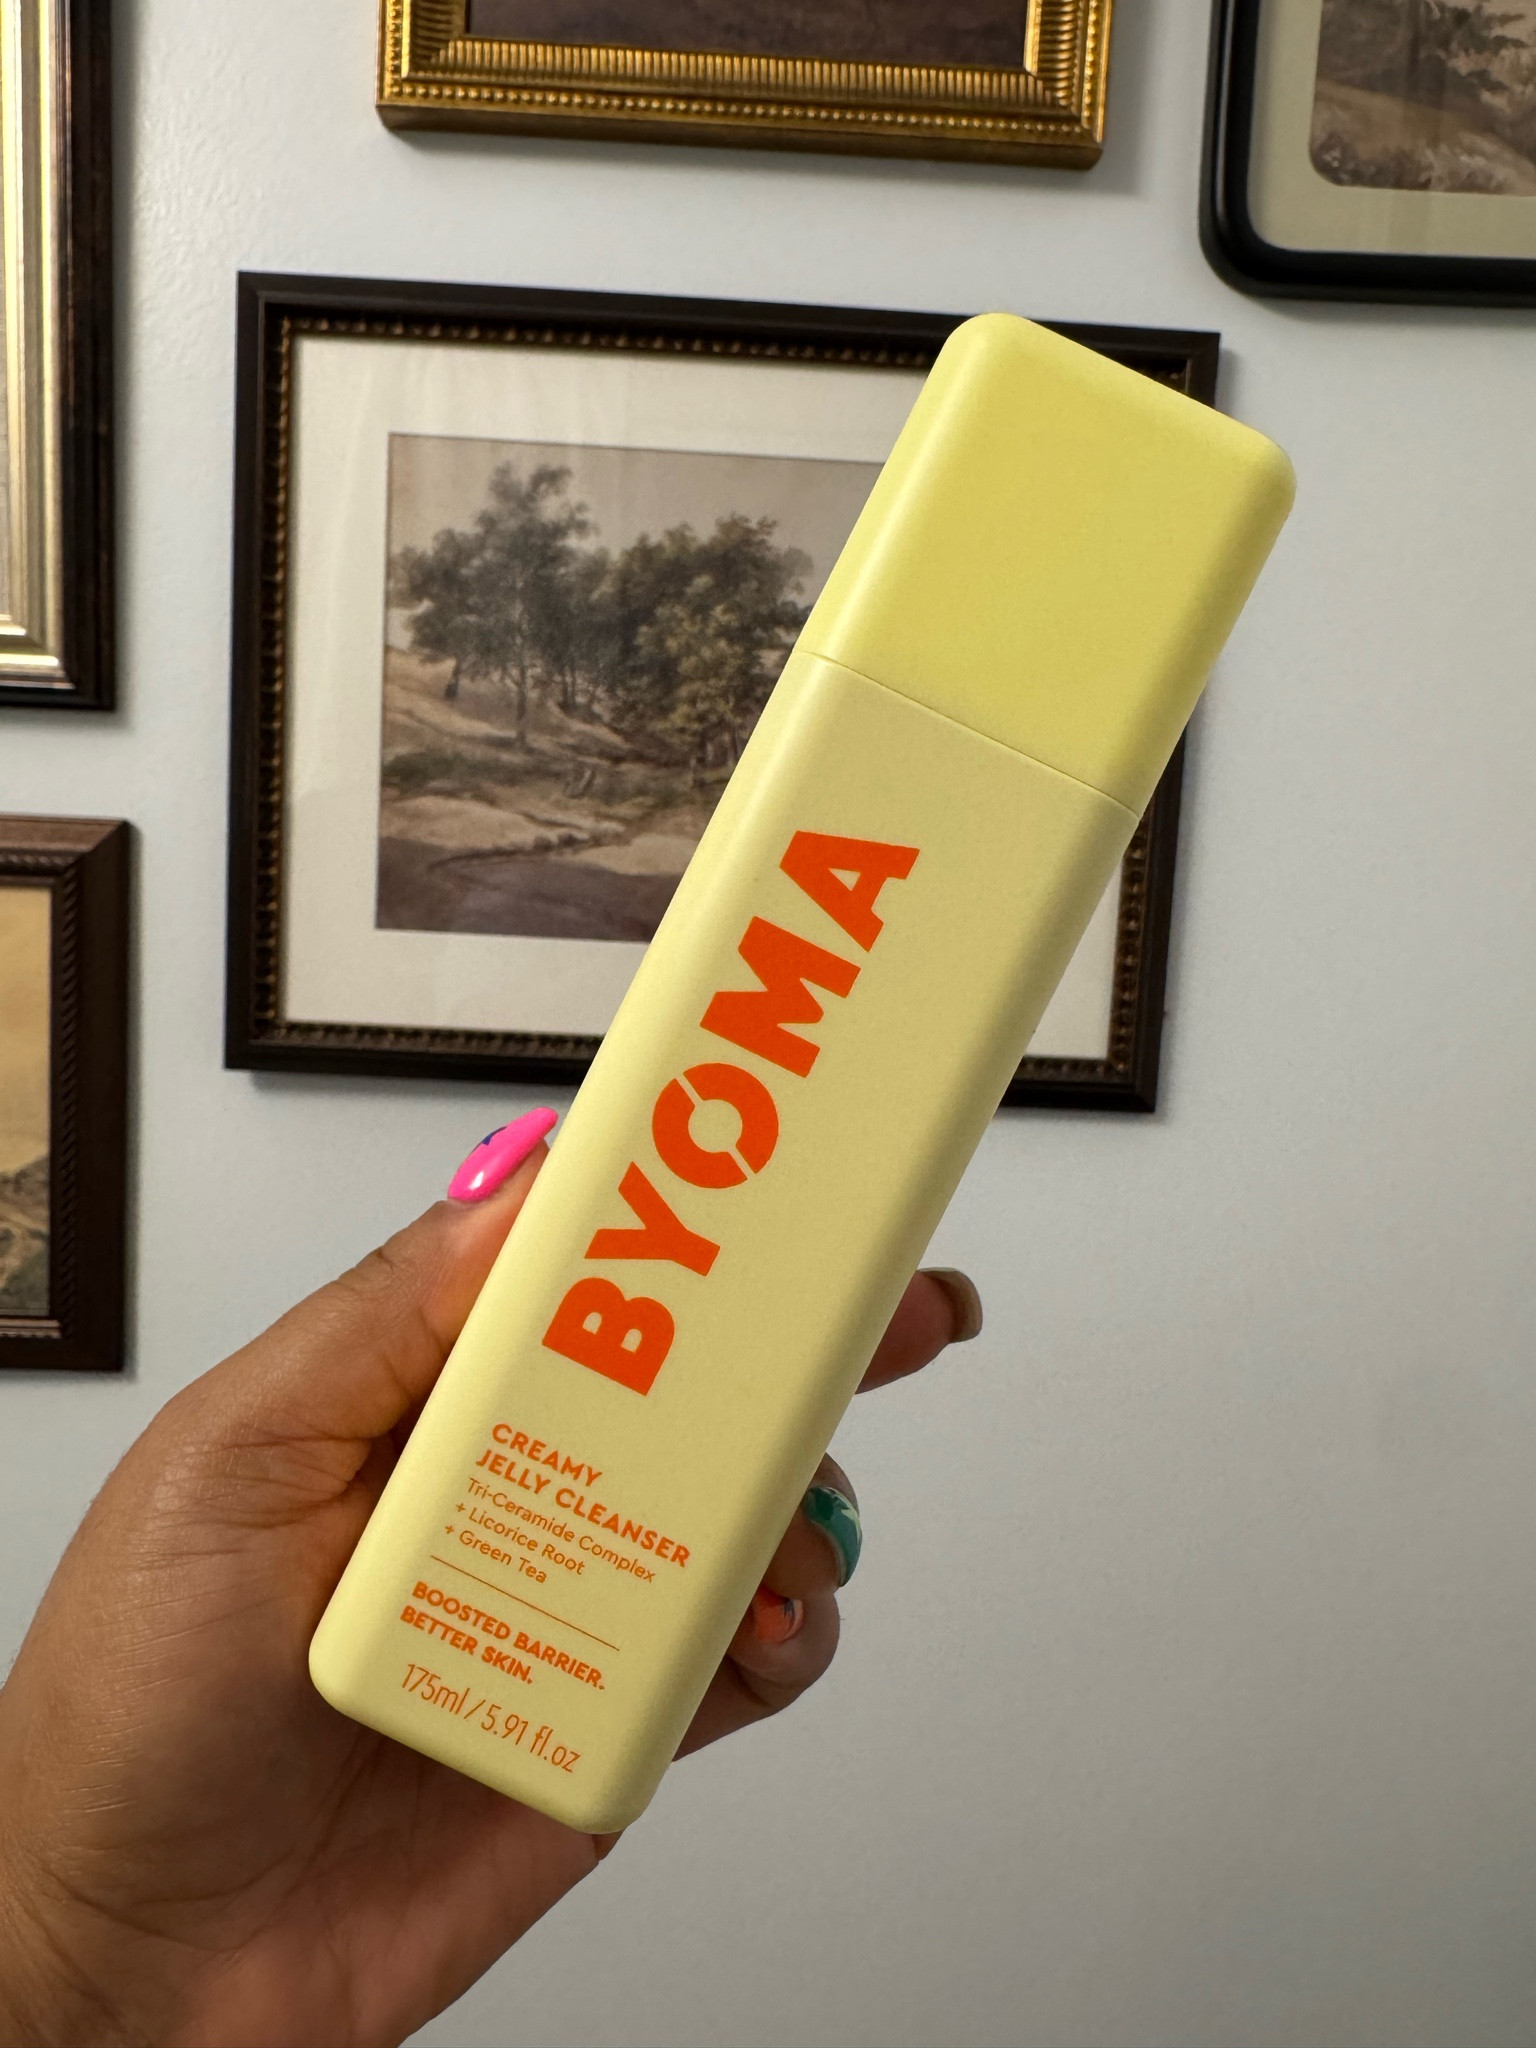 BYOMA
CREAMY
JELLY CLEANSER
Tri-Ceramide Complex
+ Licorice Root
+ Green Tea
BOOSTED BARRIER.
BETTER SKIN.
175ml / 5.91 fl.oz